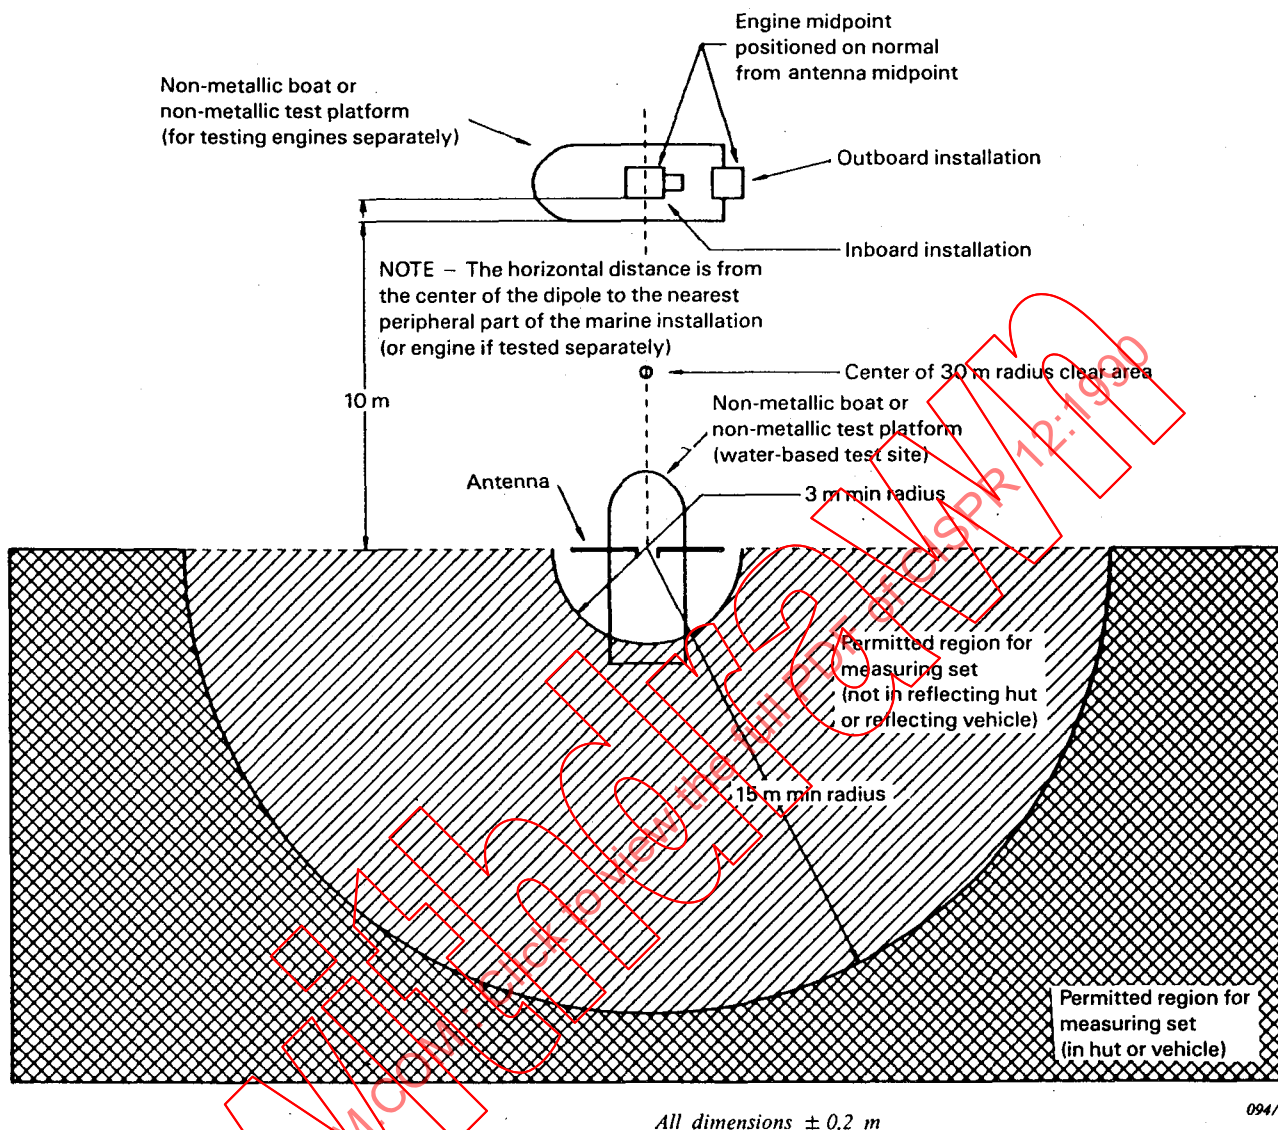 Engine midpoint
positioned on normal
from antenna midpoint
Non-metallic boat or
non-metallic test platform
(for testing engines separately)
Outboard installation
Inboard installation
NOTE – The horizontal distance is from
the center of the dipole to the nearest
peripheral part of the marine installation
(or engine if tested separately)
Center of 30 m radius clear area
10 m
Non-metallic boat or
non-metallic test platform
(water-based test site)
Antenna
3 m min radius
Permitted region for
measuring set
(not in reflecting hut
or reflecting vehicle)
15 m min radius
Permitted region for
measuring set
(in hut or vehicle)
All dimensions ± 0,2 m
094/
.COM : Click to view the full PDF of CISPR 12:1990